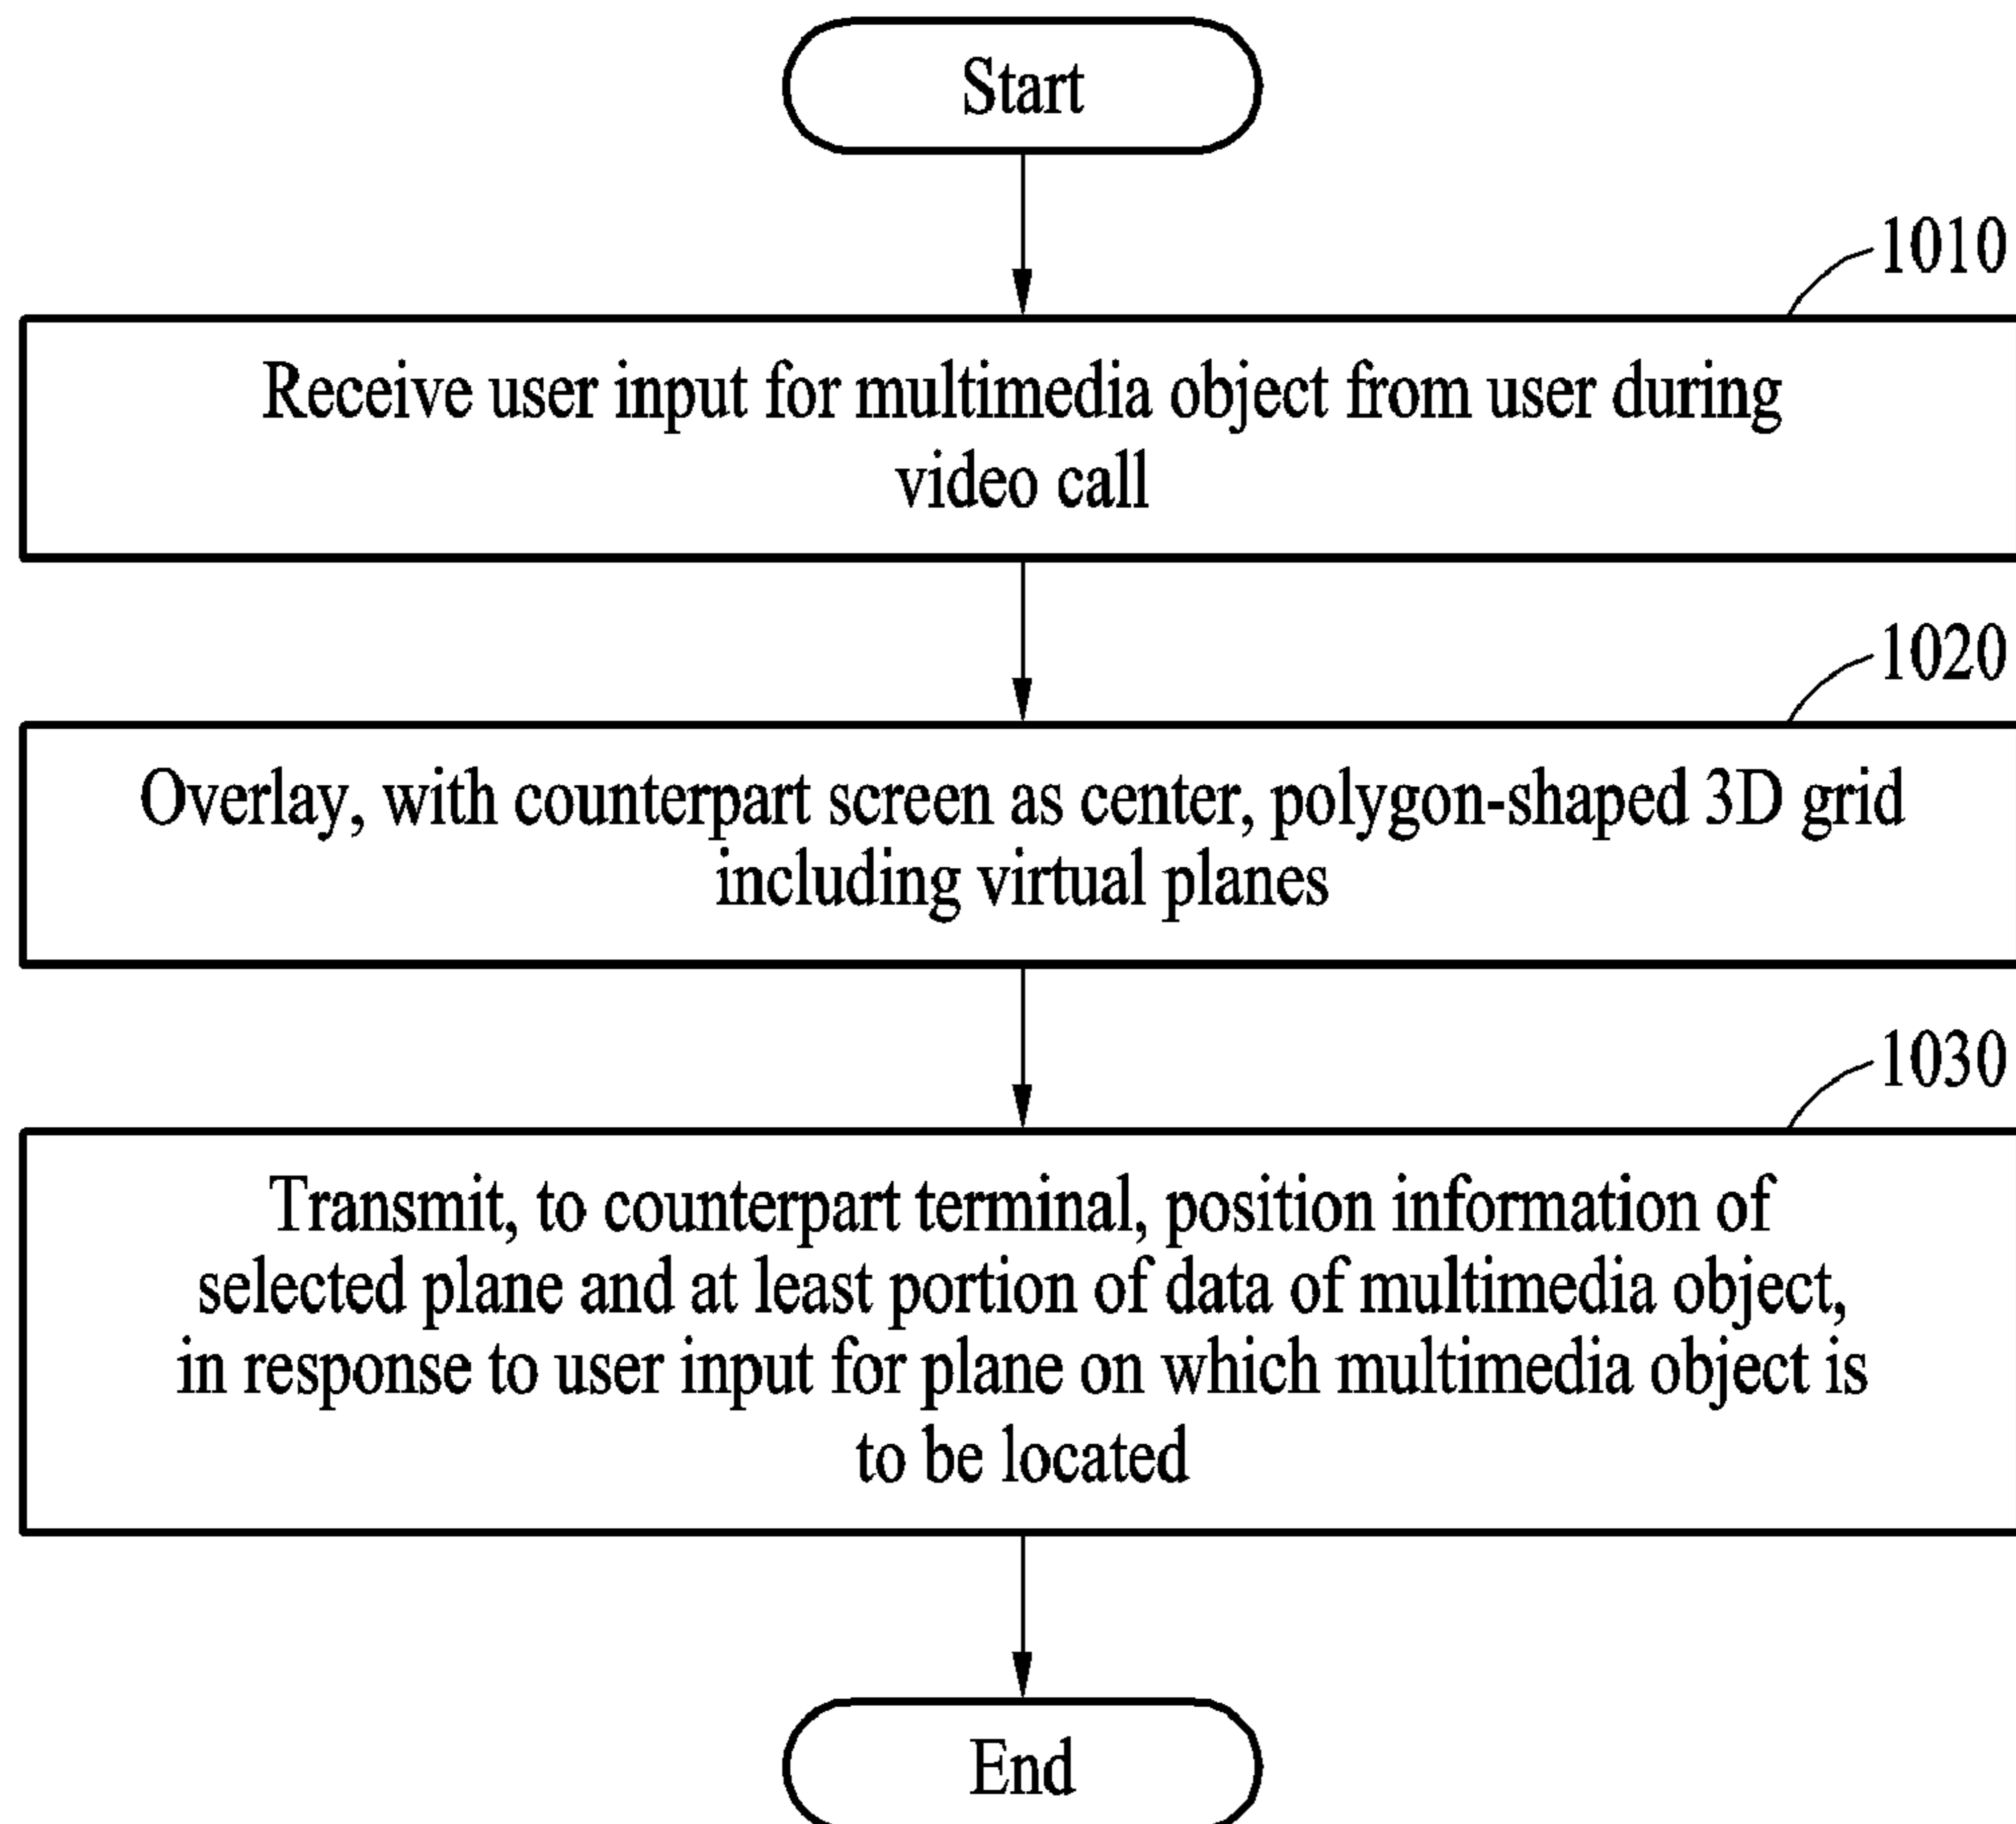 Start
1010
Receive user input for multimedia object from user during
video call
1020
Overlay, with counterpart screen as center, polygon-shaped 3D grid
including virtual planes
1030
Transmit, to counterpart terminal, position information of
selected plane and at least portion of data of multimedia object,
in response to user input for plane on which multimedia object is
to be located
End